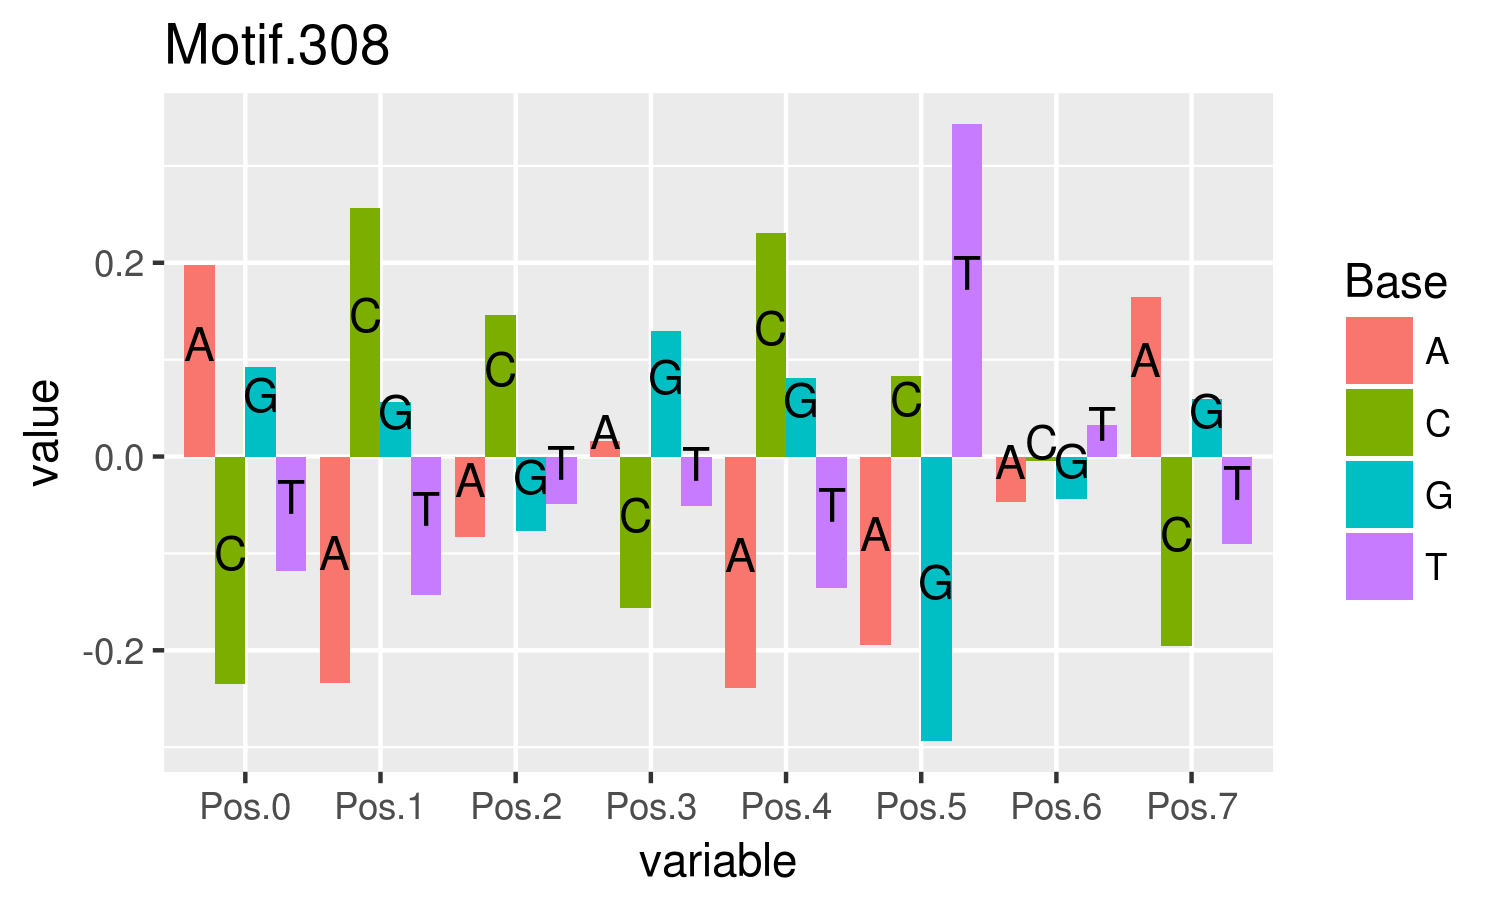 Motif.308
value
0.2
0.0
-0.2
A C G T
A C G T
A C G T
A C G T
A C G T
A C G T
A C G T
A C G T
Pos.0 Pos.1 Pos.2 Pos.3 Pos.4 Pos.5 Pos.6 Pos.7
variable
Base
A
C
G
T